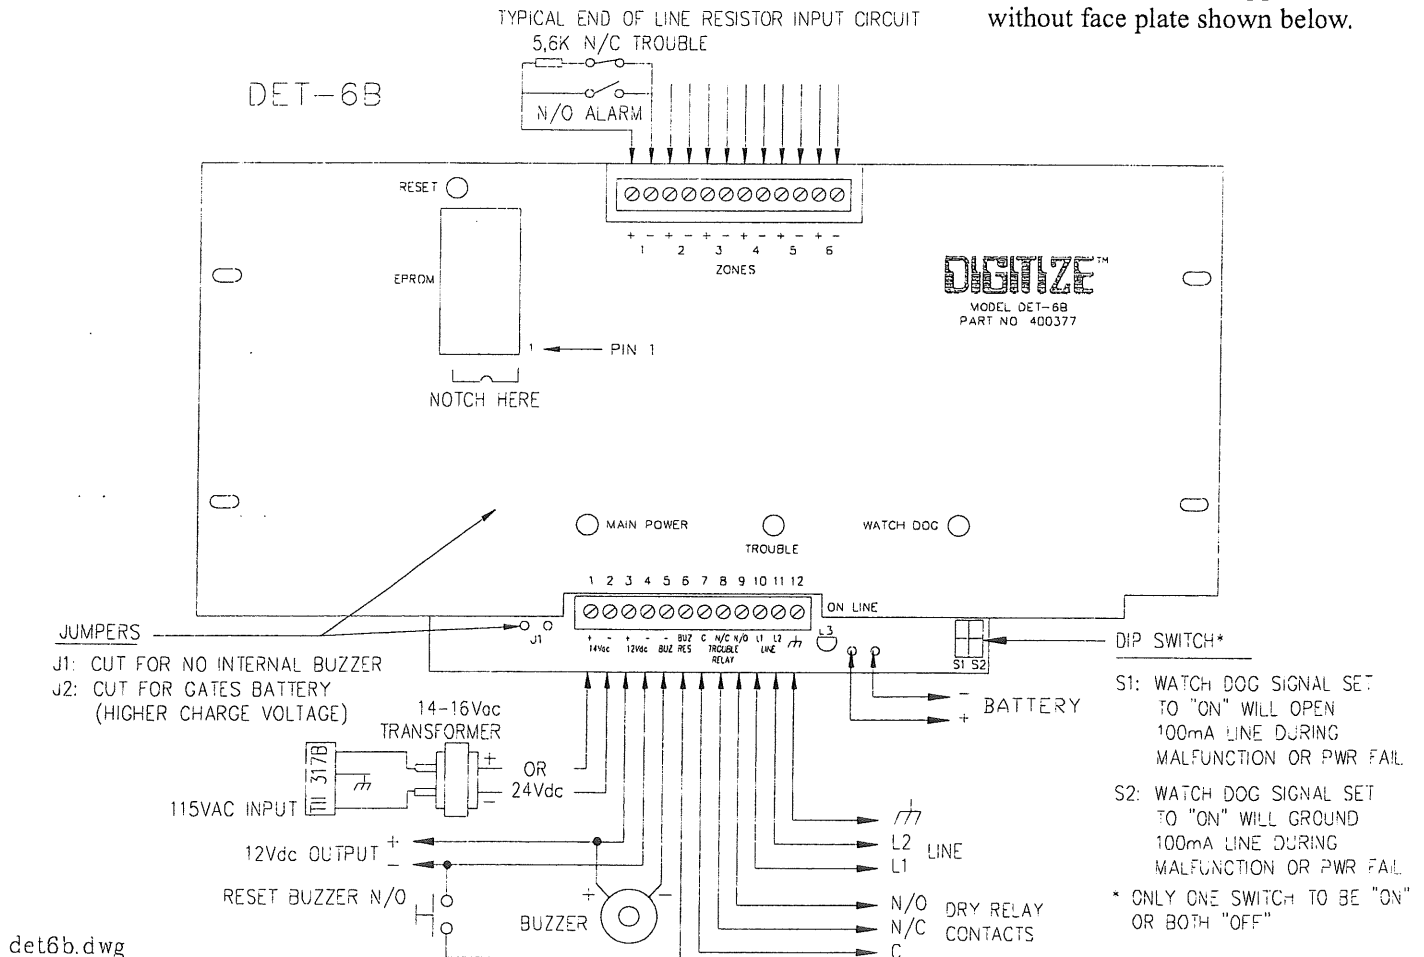 without face plate shown below.
TYPICAL END OF LINE RESISTOR INPUT CIRCUIT
5,6K N/C TROUBLE
DET-6B
N/O ALARM
RESET
+ - + - + - + - + - + -
1 2 3 4 5 6
ZONES
EPROM
DIGITIZE™
MODEL DET-6B
PART NO 400377
1
PIN 1
NOTCH HERE
MAIN POWER
TROUBLE
WATCH DOG
1 2 3 4 5 6 7 8 9 10 11 12
ON LINE
JUMPERS
J1
+ - + - - BUZ C N/C N/O L1 L2
14Vac 12Vdc BUZ RES TROUBLE LINE
RELAY
L3
S1 S2
DIP SWITCH*
J1: CUT FOR NO INTERNAL BUZZER
J2: CUT FOR GATES BATTERY
(HIGHER CHARGE VOLTAGE)
- BATTERY
+
S1: WATCH DOG SIGNAL SET
TO "ON" WILL OPEN
100mA LINE DURING
MALFUNCTION OR PWR FAIL
14-16Vac
TRANSFORMER
TII 317B
+ OR
- 24Vdc
115VAC INPUT
S2: WATCH DOG SIGNAL SET
TO "ON" WILL GROUND
100mA LINE DURING
MALFUNCTION OR PWR FAIL
12Vdc OUTPUT + -
L2 LINE
L1
RESET BUZZER N/O
+ -
BUZZER
N/O DRY RELAY
N/C CONTACTS
C
* ONLY ONE SWITCH TO BE "ON"
OR BOTH "OFF"
det6b.dwg